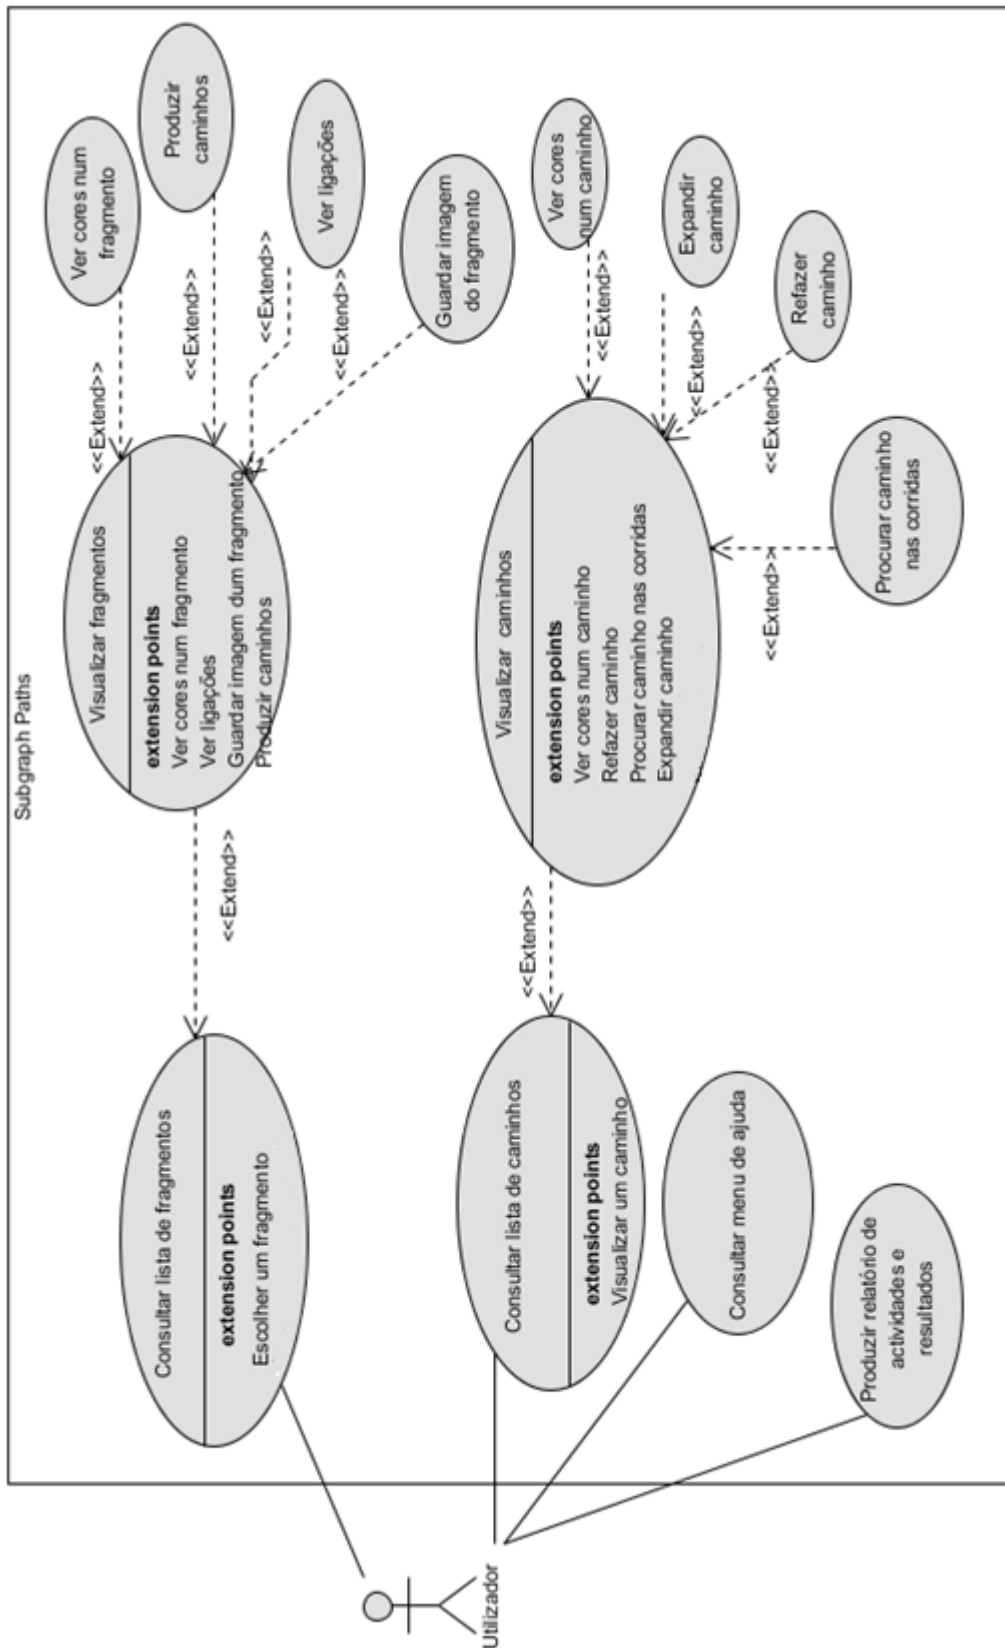 Subgraph Paths
Ver cores num
fragmento
<<Extend>>
Produzir
caminhos
<<Extend>>
Ver ligações
<<Extend>>
Guardar imagem
do fragmento
<<Extend>>
Visualizar fragmentos
extension points
Ver cores num fragmento
Ver ligações
Guardar imagem dum fragmento
Produzir caminhos
<<Extend>>
Consultar lista de fragmentos
extension points
Escolher um fragmento
Ver cores
num caminho
<<Extend>>
Expandir
caminho
<<Extend>>
Refazer
caminho
<<Extend>>
Procurar caminho
nas corridas
<<Extend>>
Visualizar caminhos
extension points
Ver cores num caminho
Refazer caminho
Procurar caminho nas corridas
Expandir caminho
<<Extend>>
Consultar lista de caminhos
extension points
Visualizar um caminho
Consultar menu de ajuda
Produzir relatório de
actividades e
resultados
Utilizador